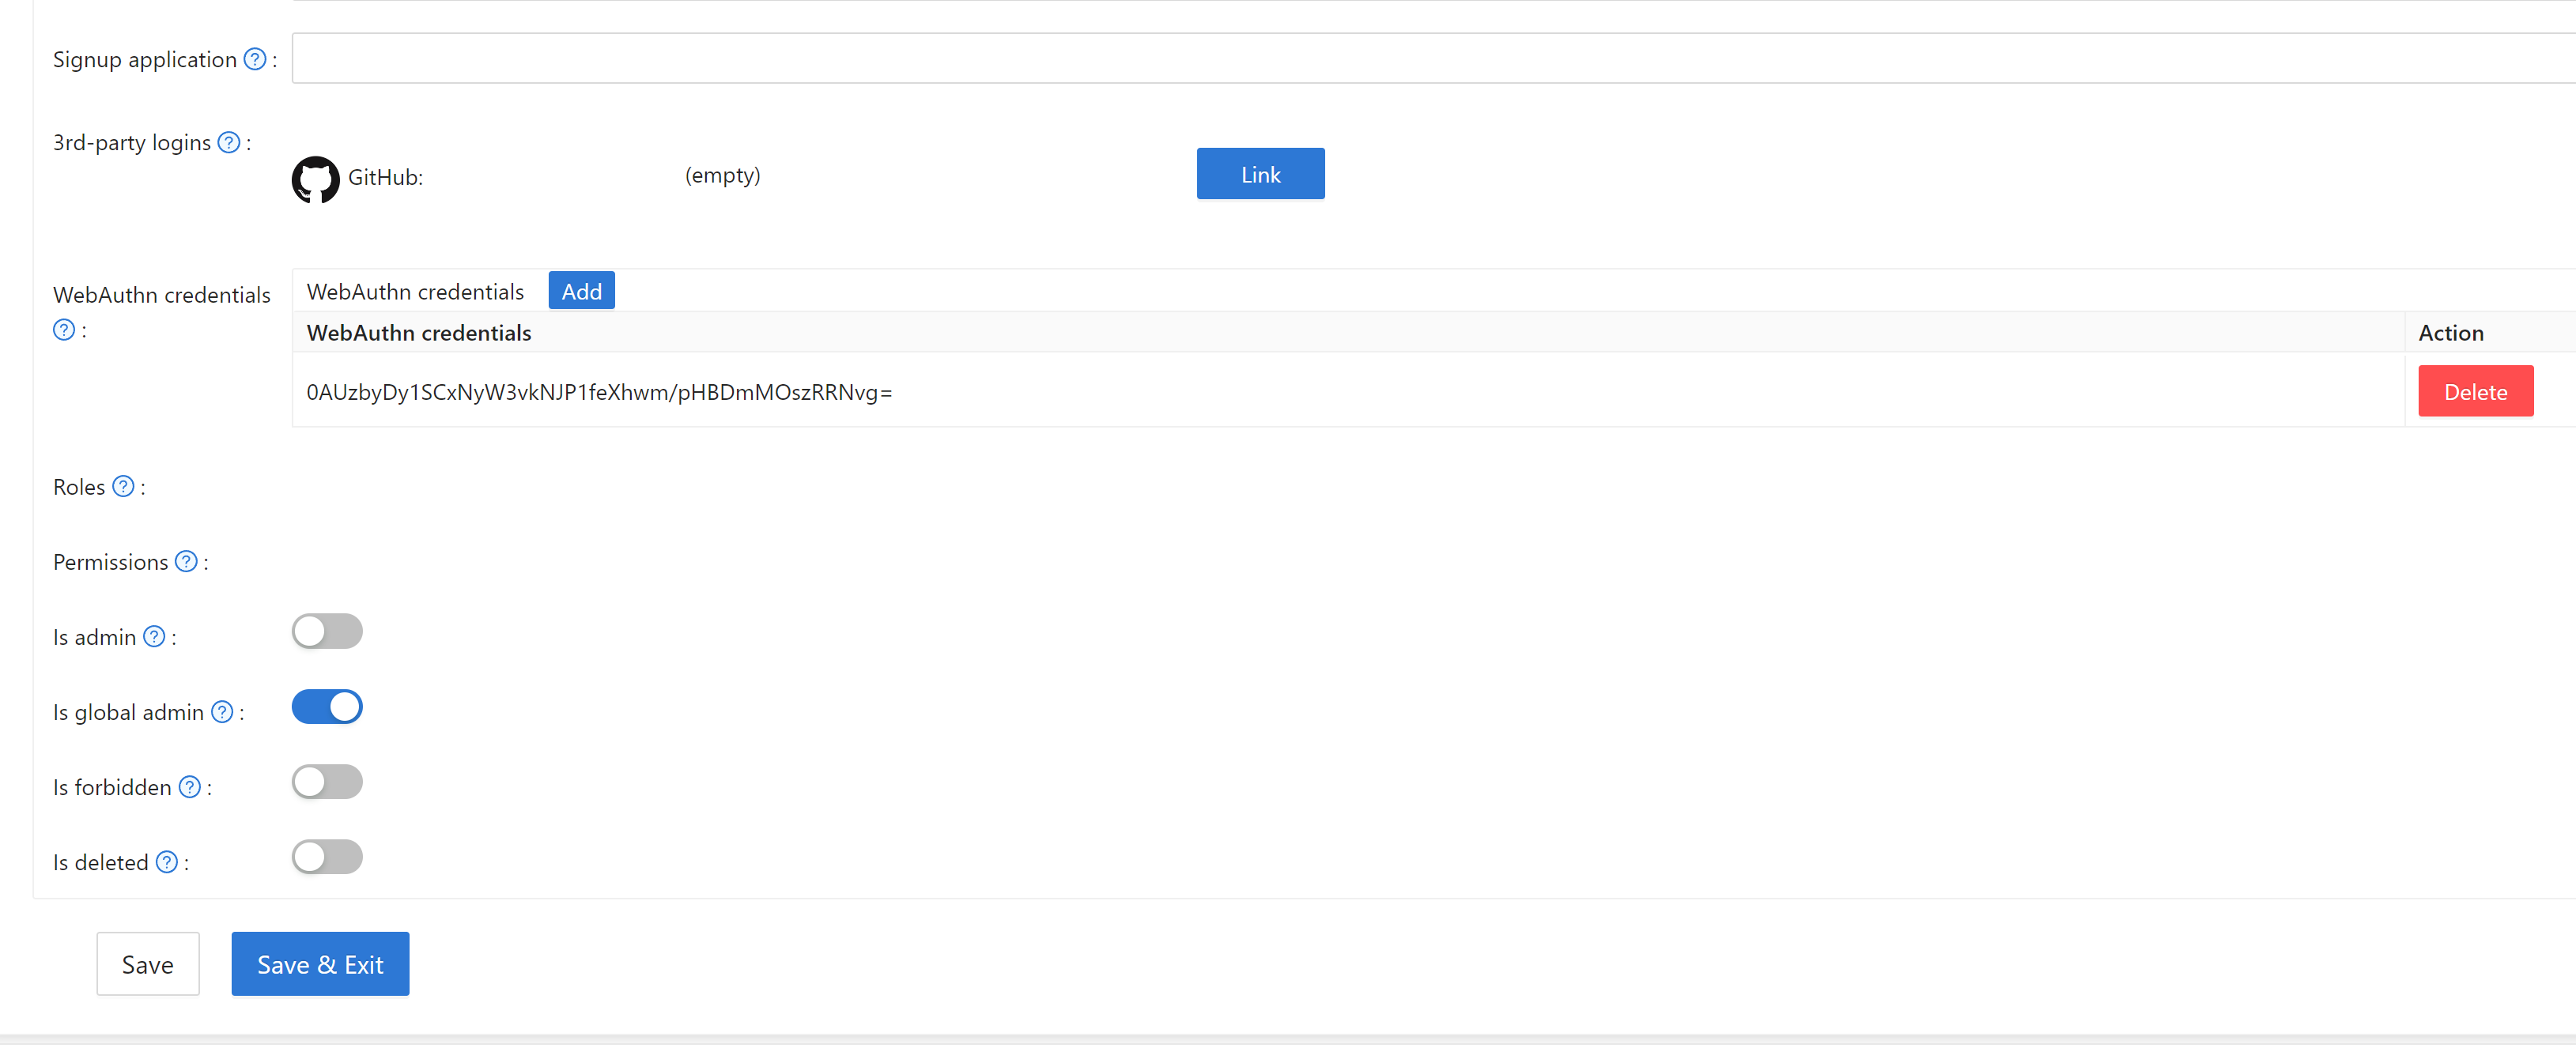 Signup application ? :
3rd-party logins ? :
GitHub: (empty) Link
WebAuthn credentials ? :
WebAuthn credentials Add
WebAuthn credentials Action
0AUzbyDy1SCxNyW3vkNJP1feXhwm/pHBDmMOszRRNvg= Delete
Roles ? :
Permissions ? :
Is admin ? :
Is global admin ? :
Is forbidden ? :
Is deleted ? :
Save Save & Exit